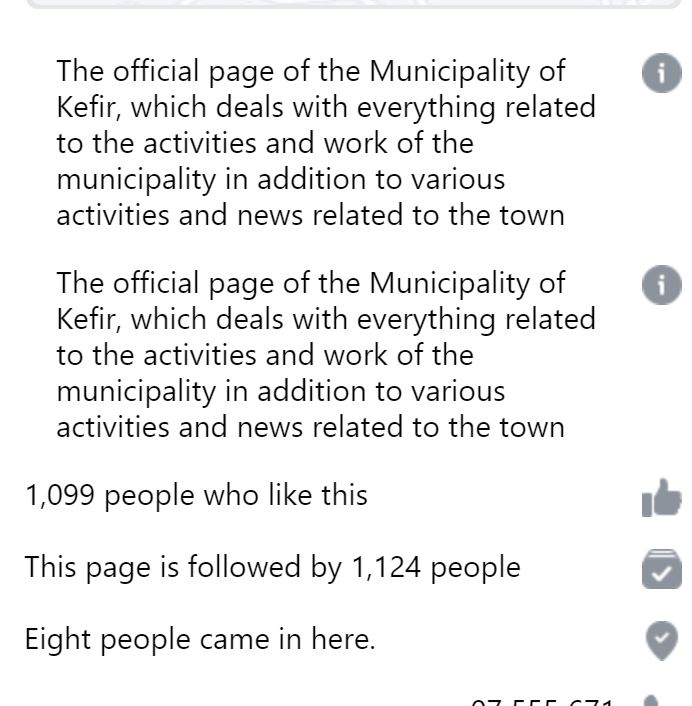 The official page of the Municipality of
Kefir, which deals with everything related
to the activities and work of the
municipality in addition to various
activities and news related to the town
The official page of the Municipality of
Kefir, which deals with everything related
to the activities and work of the
municipality in addition to various
activities and news related to the town
1,099 people who like this
This page is followed by 1,124 people
Eight people came in here.